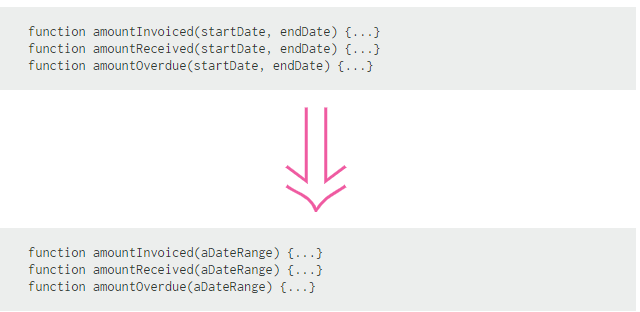 function amountInvoiced(startDate, endDate) {...}
function amountReceived(startDate, endDate) {...}
function amountOverdue(startDate, endDate) {...}
function amountInvoiced(aDateRange) {...}
function amountReceived(aDateRange) {...}
function amountOverdue(aDateRange) {...}